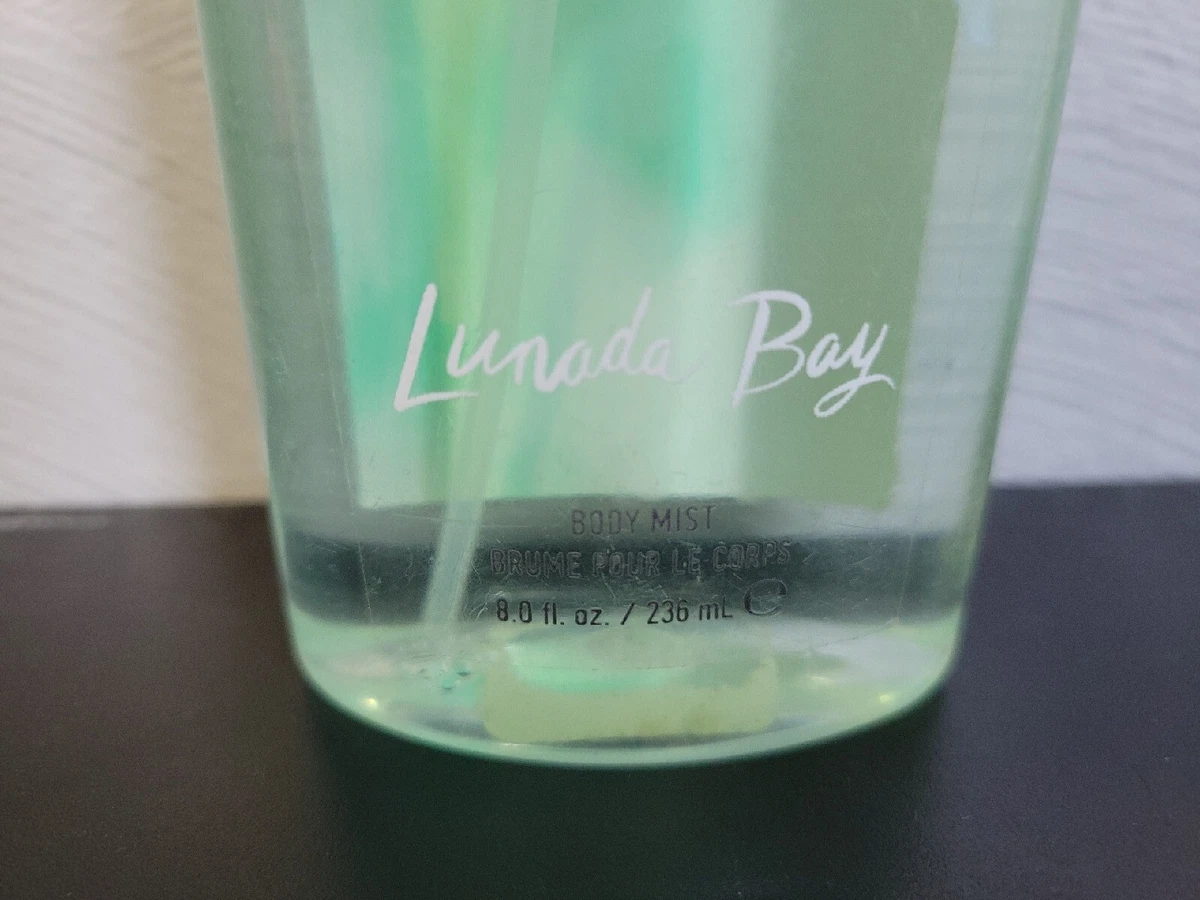 Lunada Bay
BODY MIST
BRUME POUR LE CORPS
8.0 fl. oz. / 236 mL ℮